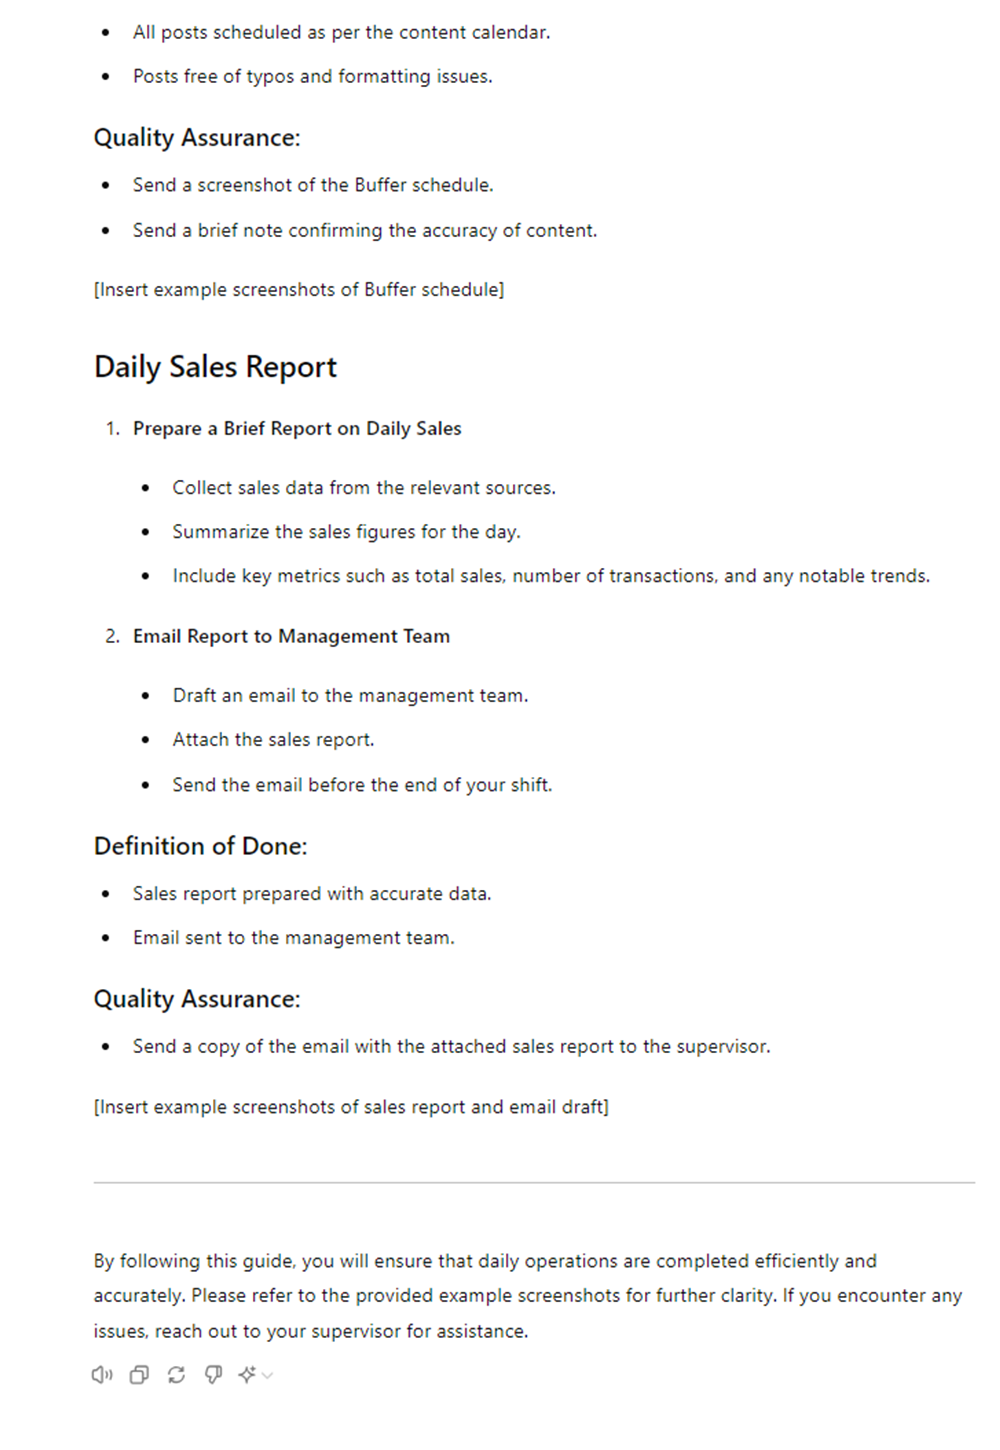 • All posts scheduled as per the content calendar.
• Posts free of typos and formatting issues.
Quality Assurance:
• Send a screenshot of the Buffer schedule.
• Send a brief note confirming the accuracy of content.
[Insert example screenshots of Buffer schedule]
Daily Sales Report
1. Prepare a Brief Report on Daily Sales
• Collect sales data from the relevant sources.
• Summarize the sales figures for the day.
• Include key metrics such as total sales, number of transactions, and any notable trends.
2. Email Report to Management Team
• Draft an email to the management team.
• Attach the sales report.
• Send the email before the end of your shift.
Definition of Done:
• Sales report prepared with accurate data.
• Email sent to the management team.
Quality Assurance:
• Send a copy of the email with the attached sales report to the supervisor.
[Insert example screenshots of sales report and email draft]
By following this guide, you will ensure that daily operations are completed efficiently and
accurately. Please refer to the provided example screenshots for further clarity. If you encounter any
issues, reach out to your supervisor for assistance.